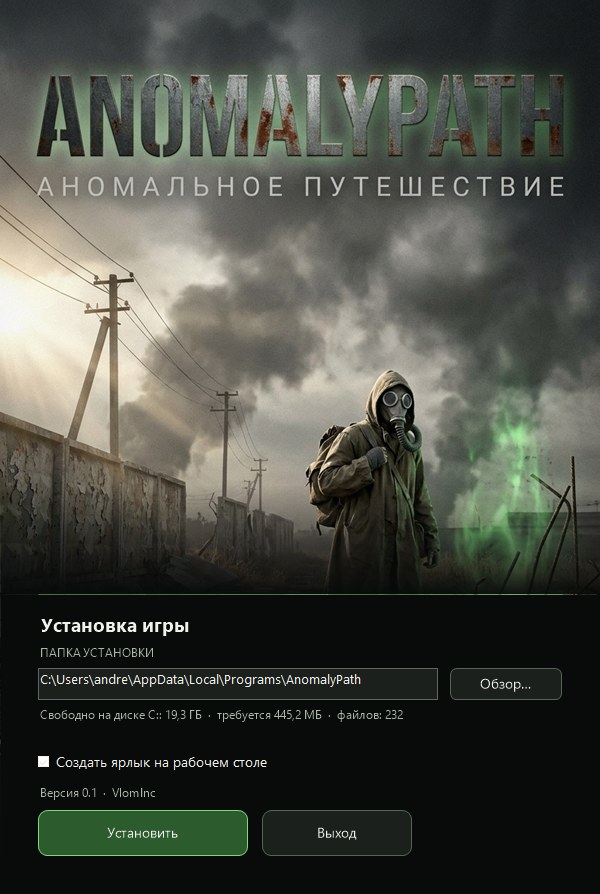 ANOMALYPATH
АНОМАЛЬНОЕ ПУТЕШЕСТВИЕ
Установка игры
ПАПКА УСТАНОВКИ
C:\Users\andre\AppData\Local\Programs\AnomalyPath
Обзор...
Свободно на диске C:: 19,3 ГБ · требуется 445,2 МБ · файлов: 232
Создать ярлык на рабочем столе
Версия 0.1 · VlomInc
Установить
Выход